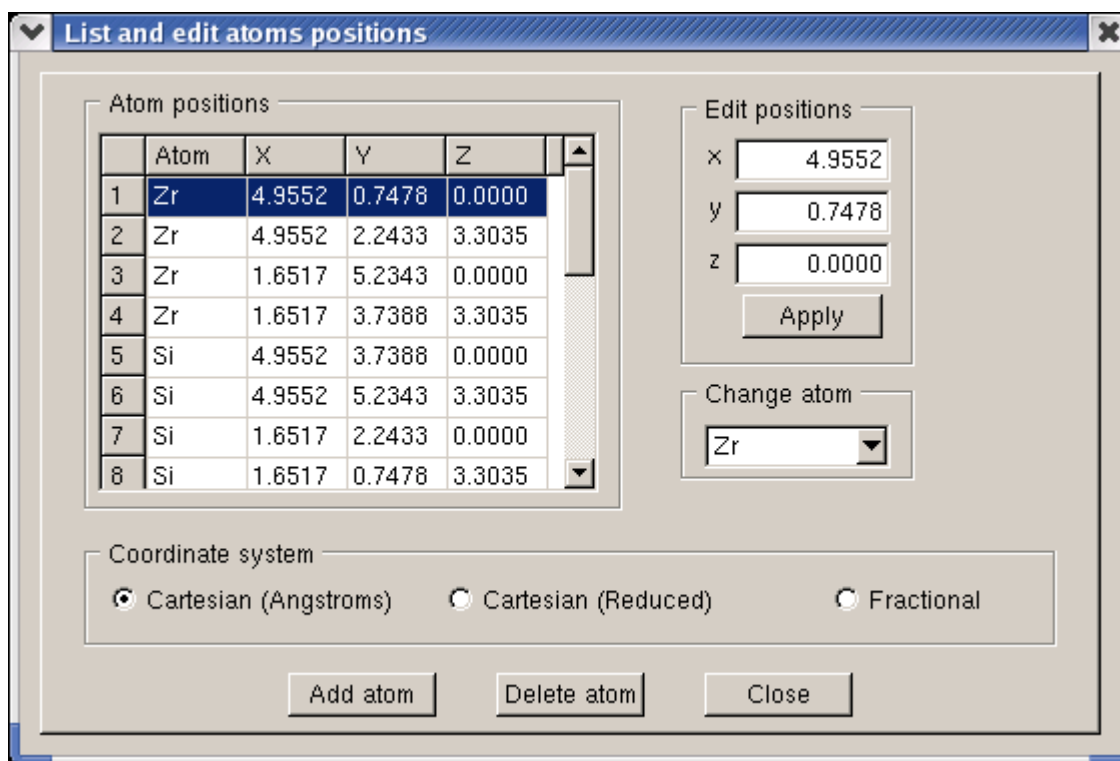 List and edit atoms positions
Atom positions
Atom X Y Z
1 Zr 4.9552 0.7478 0.0000
2 Zr 4.9552 2.2433 3.3035
3 Zr 1.6517 5.2343 0.0000
4 Zr 1.6517 3.7388 3.3035
5 Si 4.9552 3.7388 0.0000
6 Si 4.9552 5.2343 3.3035
7 Si 1.6517 2.2433 0.0000
8 Si 1.6517 0.7478 3.3035
Edit positions
x 4.9552
y 0.7478
z 0.0000
Apply
Change atom
Zr
Coordinate system
Cartesian (Angstroms) Cartesian (Reduced) Fractional
Add atom Delete atom Close